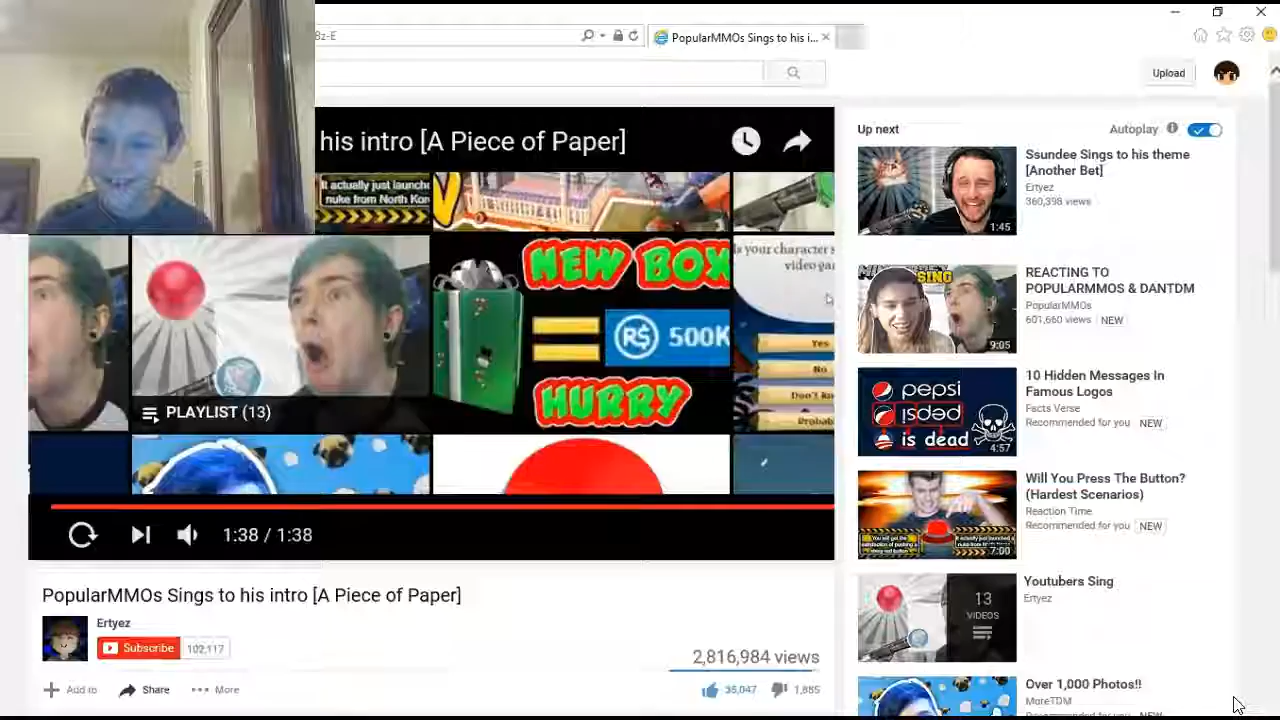 8z-E
PopularMMOs Sings to his i...
Upload
his intro [A Piece of Paper]
It actually just launch
nuke from North Kor
NEW BOX
500K
HURRY
s your character
video ga
Yes
No
PLAYLIST (13)
1:38 / 1:38
PopularMMOs Sings to his intro [A Piece of Paper]
Ertyez
Subscribe
102,117
2,816,984 views
Add to
Share
More
35,047
1,885
Up next
Autoplay
Ssundee Sings to his theme
[Another Bet]
Ertyez
360,398 views
1:45
REACTING TO
POPULARMMOS & DANTDM
PopularMMOs
601,660 views
NEW
SING
9:05
10 Hidden Messages In
Famous Logos
Facts Verse
Recommended for you
NEW
pepsi
is dead
4:57
Will You Press The Button?
(Hardest Scenarios)
Reaction Time
Recommended for you
NEW
7:00
Youtubers Sing
Ertyez
13
VIDEOS
Over 1,000 Photos!!